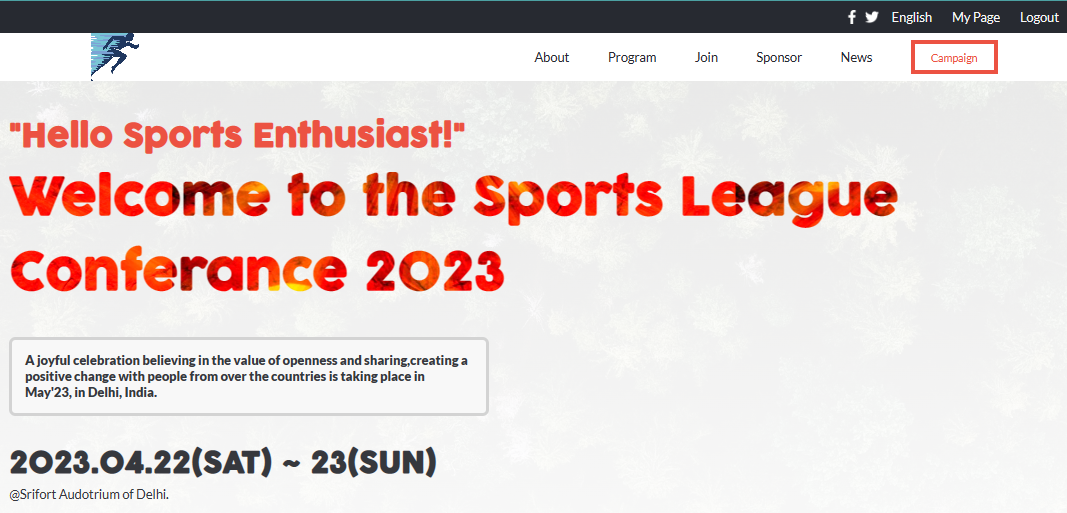 English My Page Logout
About Program Join Sponsor News Campaign
"Hello Sports Enthusiast!"
Welcome to the Sports League
Conferance 2023
A joyful celebration believing in the value of openness and sharing,creating a
positive change with people from over the countries is taking place in
May'23, in Delhi, India.
2023.04.22(SAT) ~ 23(SUN)
@Srifort Audotrium of Delhi.